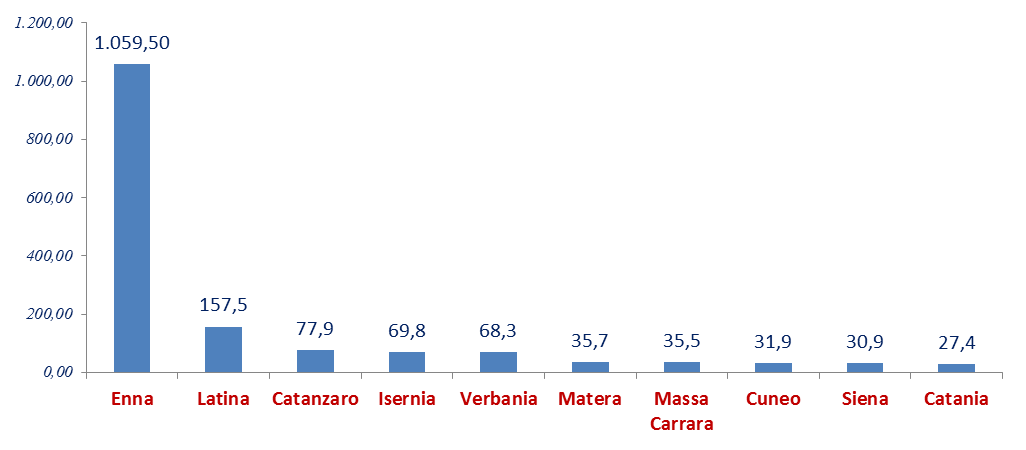 1.200,00
1.000,00
800,00
600,00
400,00
200,00
0,00
1.059,50
157,5
77,9
69,8
68,3
35,7
35,5
31,9
30,9
27,4
Enna
Latina
Catanzaro
Isernia
Verbania
Matera
Massa
Carrara
Cuneo
Siena
Catania